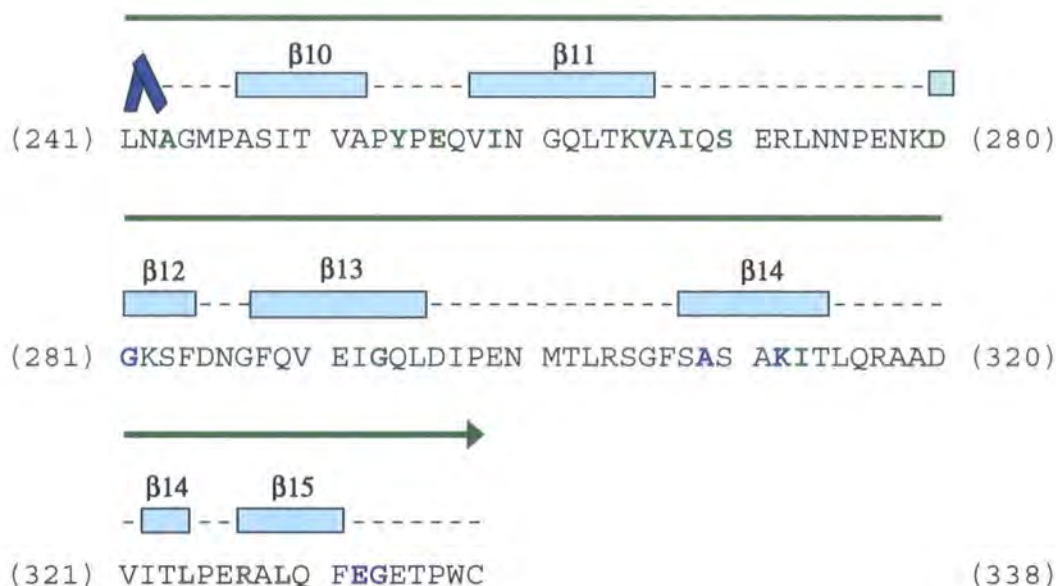 β10 β11
(241) LNAGMPASIT VAPYPEQVIN GQLTKVAIQS ERLNNPENKD (280)
β12 β13 β14
(281) GKSFDNGFQV EIGQLDIPEN MTLRSGFSAS AKITLQRAAD (320)
β14 β15
(321) VITLPERALQ FEGETPWC (338)